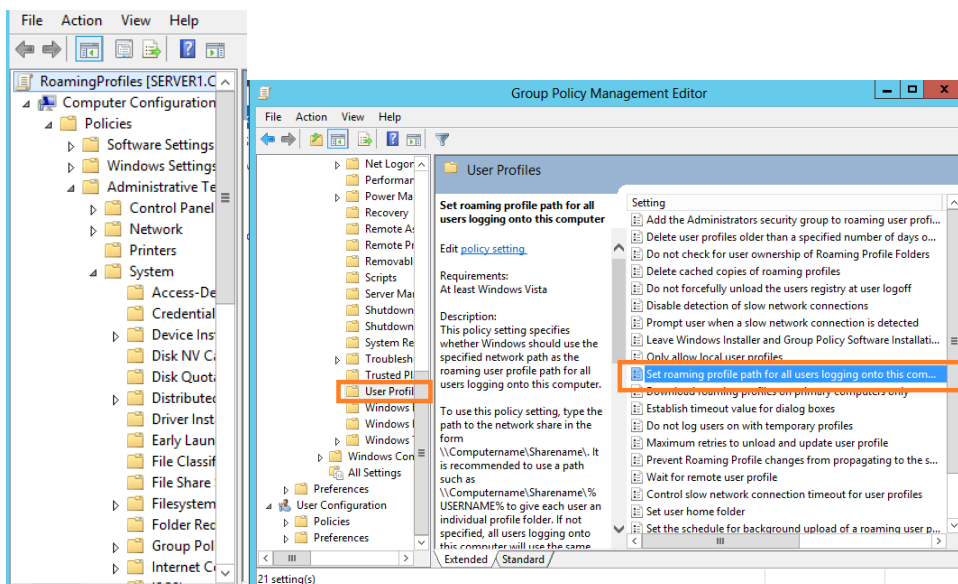 File Action View Help
RoamingProfiles [SERVER1.C
Computer Configuration
Policies
Software Settings
Windows Settings
Administrative Te
Control Panel
Network
Printers
System
Access-De
Credential
Device Ins
Disk NV Ca
Disk Quota
Distributed
Driver Inst
Early Laun
File Classif
File Share
Filesystem
Folder Red
Group Pol
Internet C
Group Policy Management Editor
File Action View Help
Net Logon
Performan
Power Ma
Recovery
Remote As
Remote Pr
Removabl
Scripts
Server Mar
Shutdown
Shutdown
System Re
Troublesh
Trusted Pl
User Profil
Windows
Windows
Windows
Windows Con
All Settings
Preferences
User Configuration
Policies
Preferences
User Profiles
Set roaming profile path for all
users logging onto this computer
Edit policy setting
Requirements:
At least Windows Vista
Description:
This policy setting specifies
whether Windows should use the
specified network path as the
roaming user profile path for all
users logging onto this computer.
To use this policy setting, type the
path to the network share in the
form
\\Computername\Sharename\. It
is recommended to use a path
such as
\\Computername\Sharename\%
USERNAME% to give each user an
individual profile folder. If not
specified, all users logging onto
this computer will use the same
Setting
Add the Administrators security group to roaming user profi...
Delete user profiles older than a specified number of days o...
Do not check for user ownership of Roaming Profile Folders
Delete cached copies of roaming profiles
Do not forcefully unload the users registry at user logoff
Disable detection of slow network connections
Prompt user when a slow network connection is detected
Leave Windows Installer and Group Policy Software Installati...
Only allow local user profiles
Set roaming profile path for all users logging onto this com...
Download roaming profiles on primary computers only
Establish timeout value for dialog boxes
Do not log users on with temporary profiles
Maximum retries to unload and update user profile
Prevent Roaming Profile changes from propagating to the s...
Wait for remote user profile
Control slow network connection timeout for user profiles
Set user home folder
Set the schedule for background upload of a roaming user p...
Extended Standard
21 setting(s)